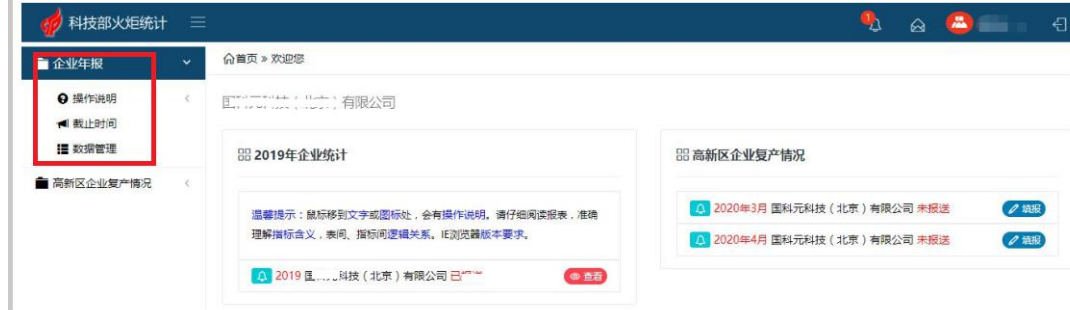 科技部火炬统计
1
企业年报
操作说明
截止时间
数据管理
高新区企业复产情况
首页 » 欢迎您
有限公司
2019年企业统计
温馨提示：鼠标移到文字或图标处，会有操作说明。请仔细阅读报表，准确
理解指标含义，表间、指标间逻辑关系。IE浏览器版本要求。
2019 国 科技（北京）有限公司 已
查看
高新区企业复产情况
2020年3月 国科元科技（北京）有限公司 未报送
填报
2020年4月 国科元科技（北京）有限公司 未报送
填报